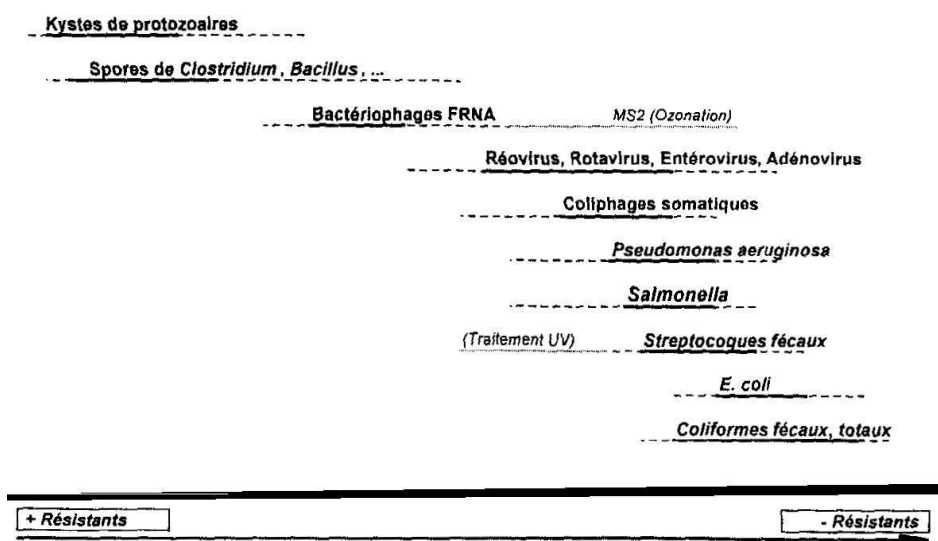 Kystes de protozoaires
Spores de Clostridium, Bacillus, ...
Bactériophages FRNA MS2 (Ozonation)
Réovirus, Rotavirus, Entérovirus, Adénovirus
Coliphages somatiques
Pseudomonas aeruginosa
Salmonella
(Traitement UV) Streptocoques fécaux
E. coli
Coliformes fécaux, totaux
+ Résistants - Résistants